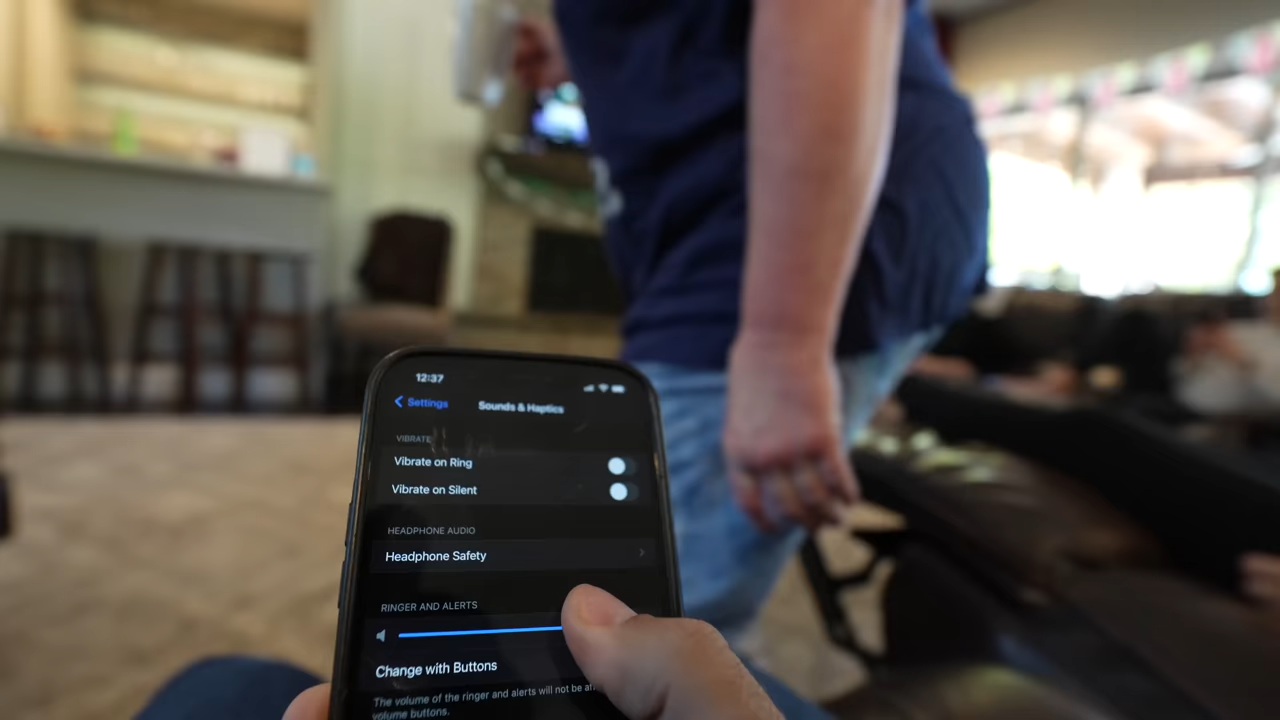 12:37
Settings
Sounds & Haptics
VIBRATE
Vibrate on Ring
Vibrate on Silent
HEADPHONE AUDIO
Headphone Safety
RINGER AND ALERTS
Change with Buttons
The volume of the ringer and alerts will not be
volume buttons.